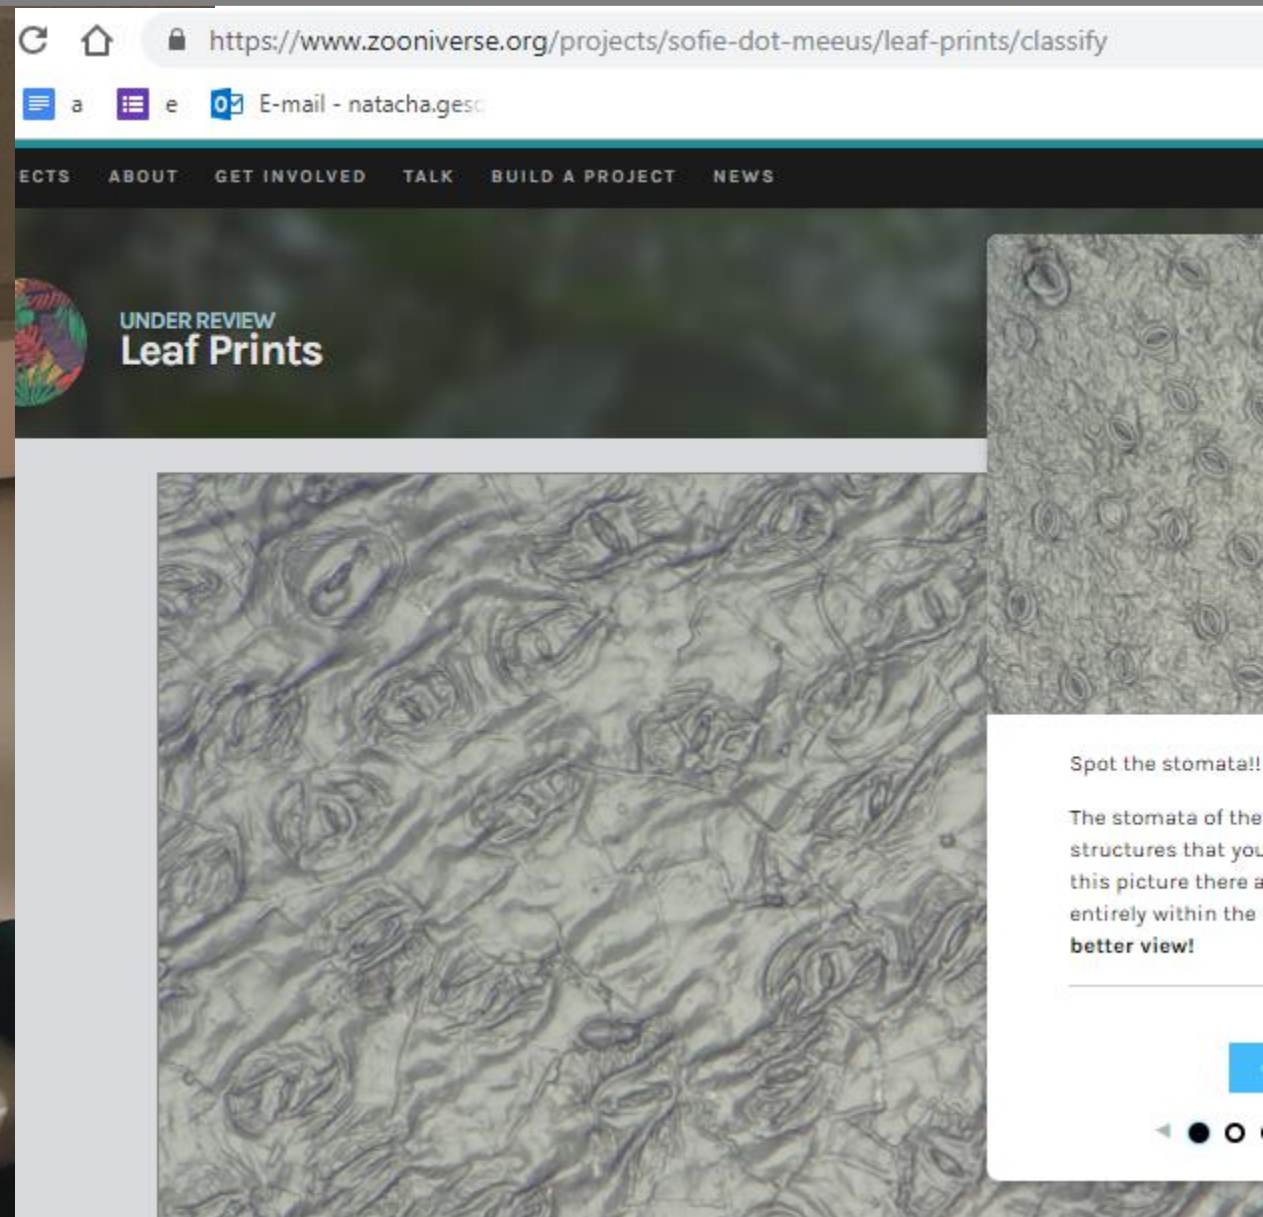 https://www.zooniverse.org/projects/sofie-dot-meeus/leaf-prints/classify
a e E-mail - natacha.gesc
ECTS ABOUT GET INVOLVED TALK BUILD A PROJECT NEWS
UNDER REVIEW
Leaf Prints
Spot the stomata!!
The stomata of the
structures that you
this picture there a
entirely within the
better view!